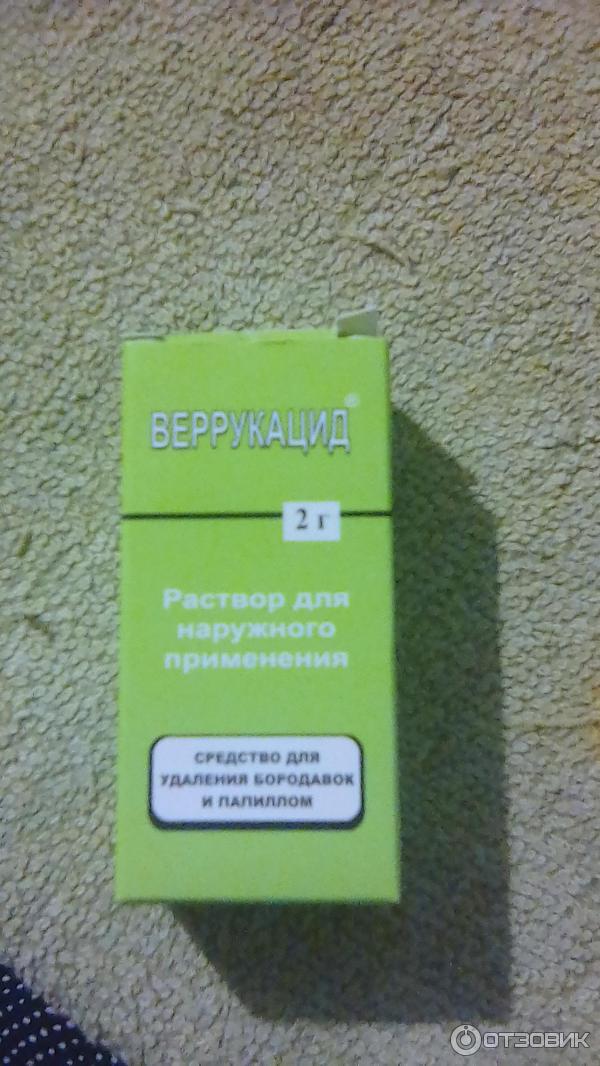 ВЕРРУКАЦИД®
2 г
Раствор для
наружного
применения
СРЕДСТВО ДЛЯ
УДАЛЕНИЯ БОРОДАВОК
И ПАПИЛЛОМ
ОТЗОВИК